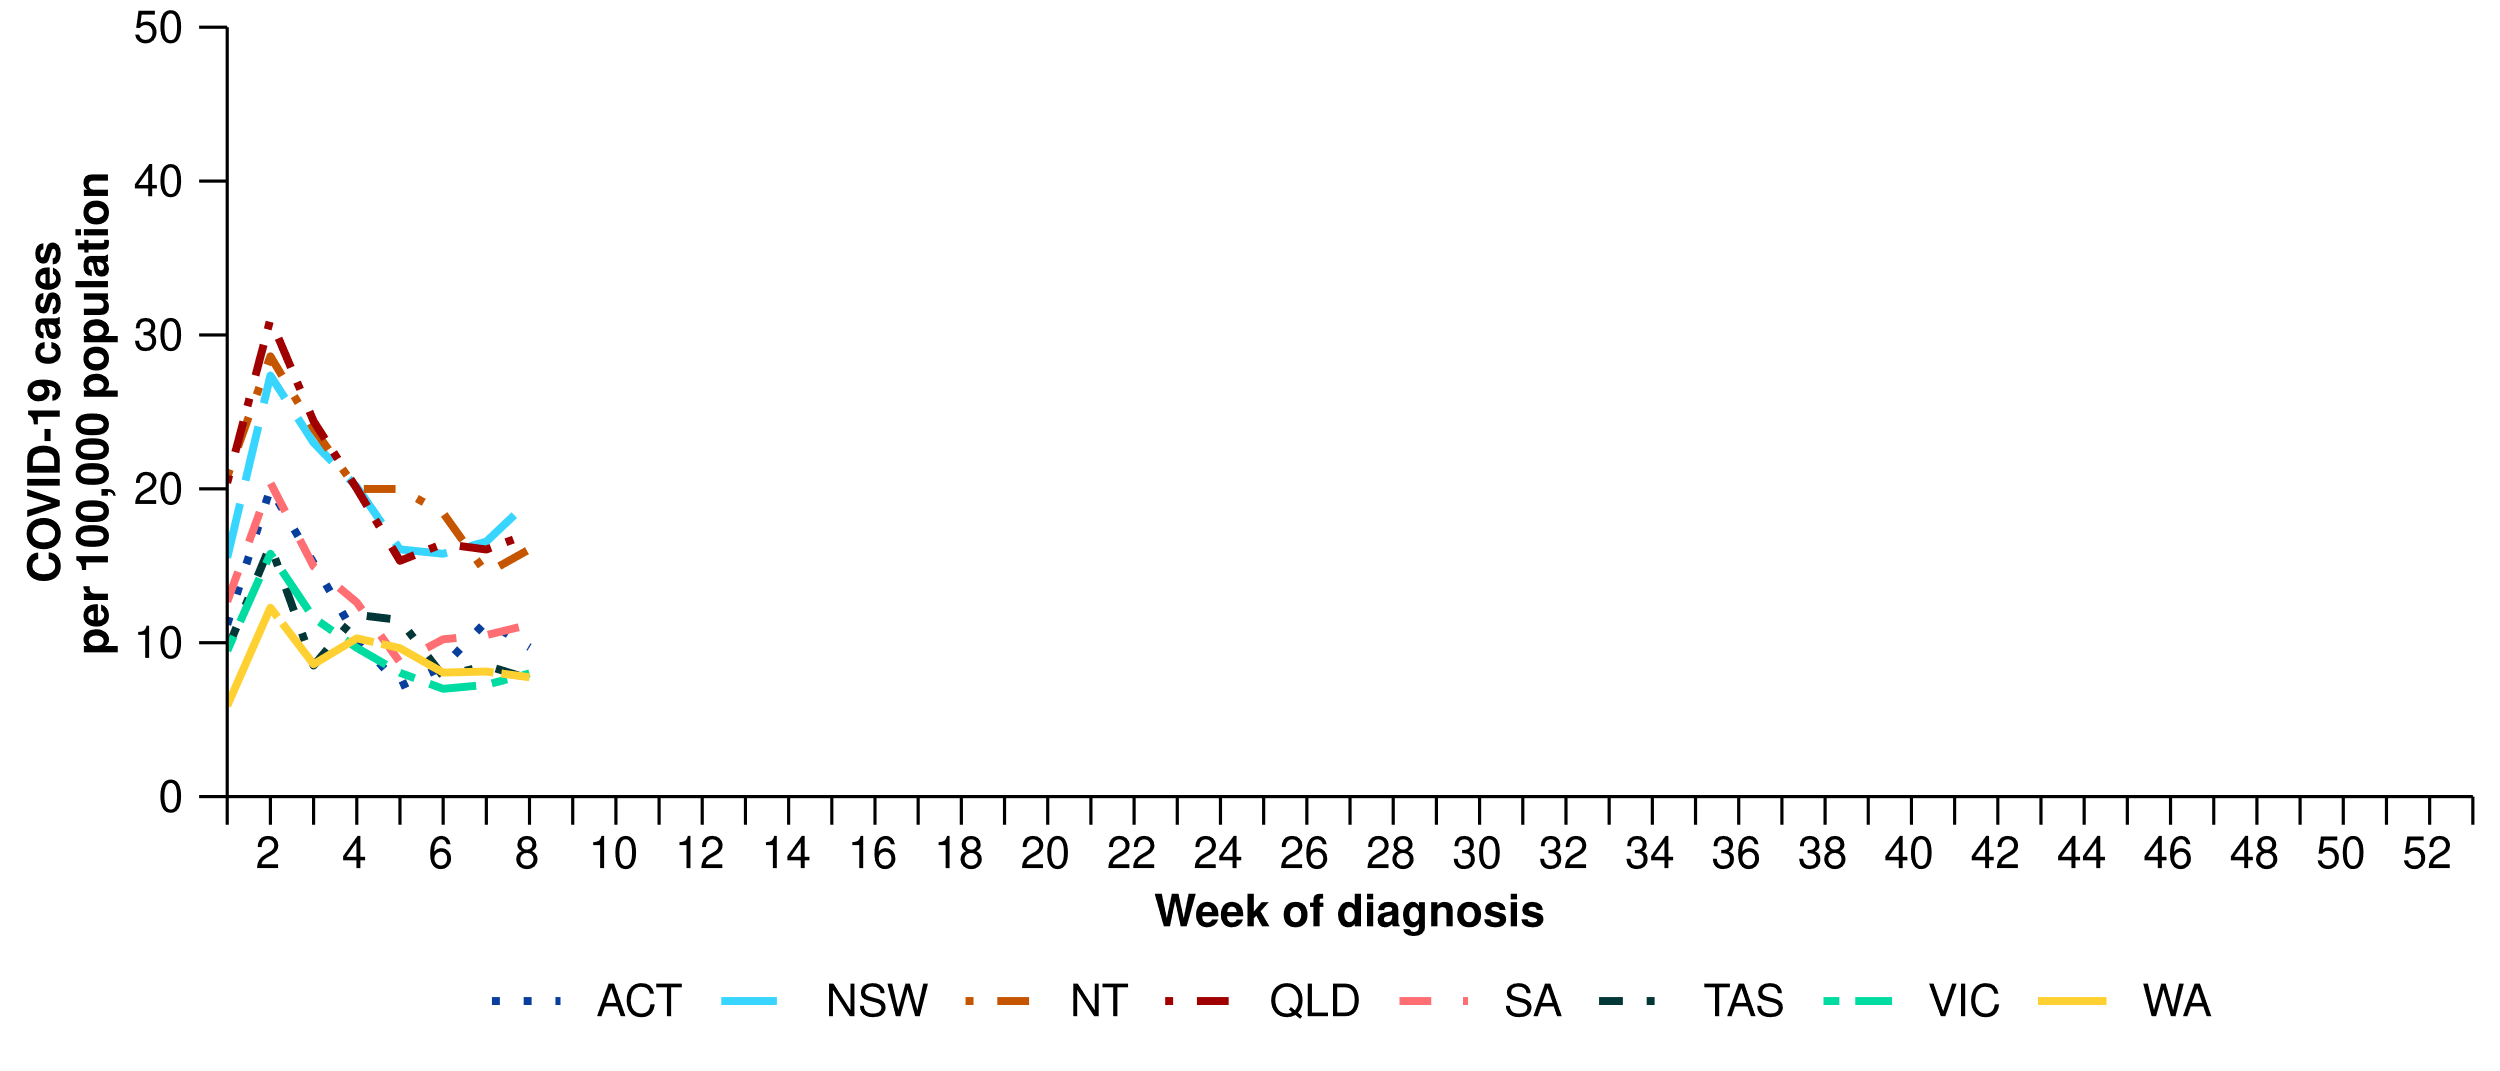 COVID-19 cases
per 100,000 population
50
40
30
20
10
0
2 4 6 8 10 12 14 16 18 20 22 24 26 28 30 32 34 36 38 40 42 44 46 48 50 52
Week of diagnosis
ACT NSW NT QLD SA TAS VIC WA